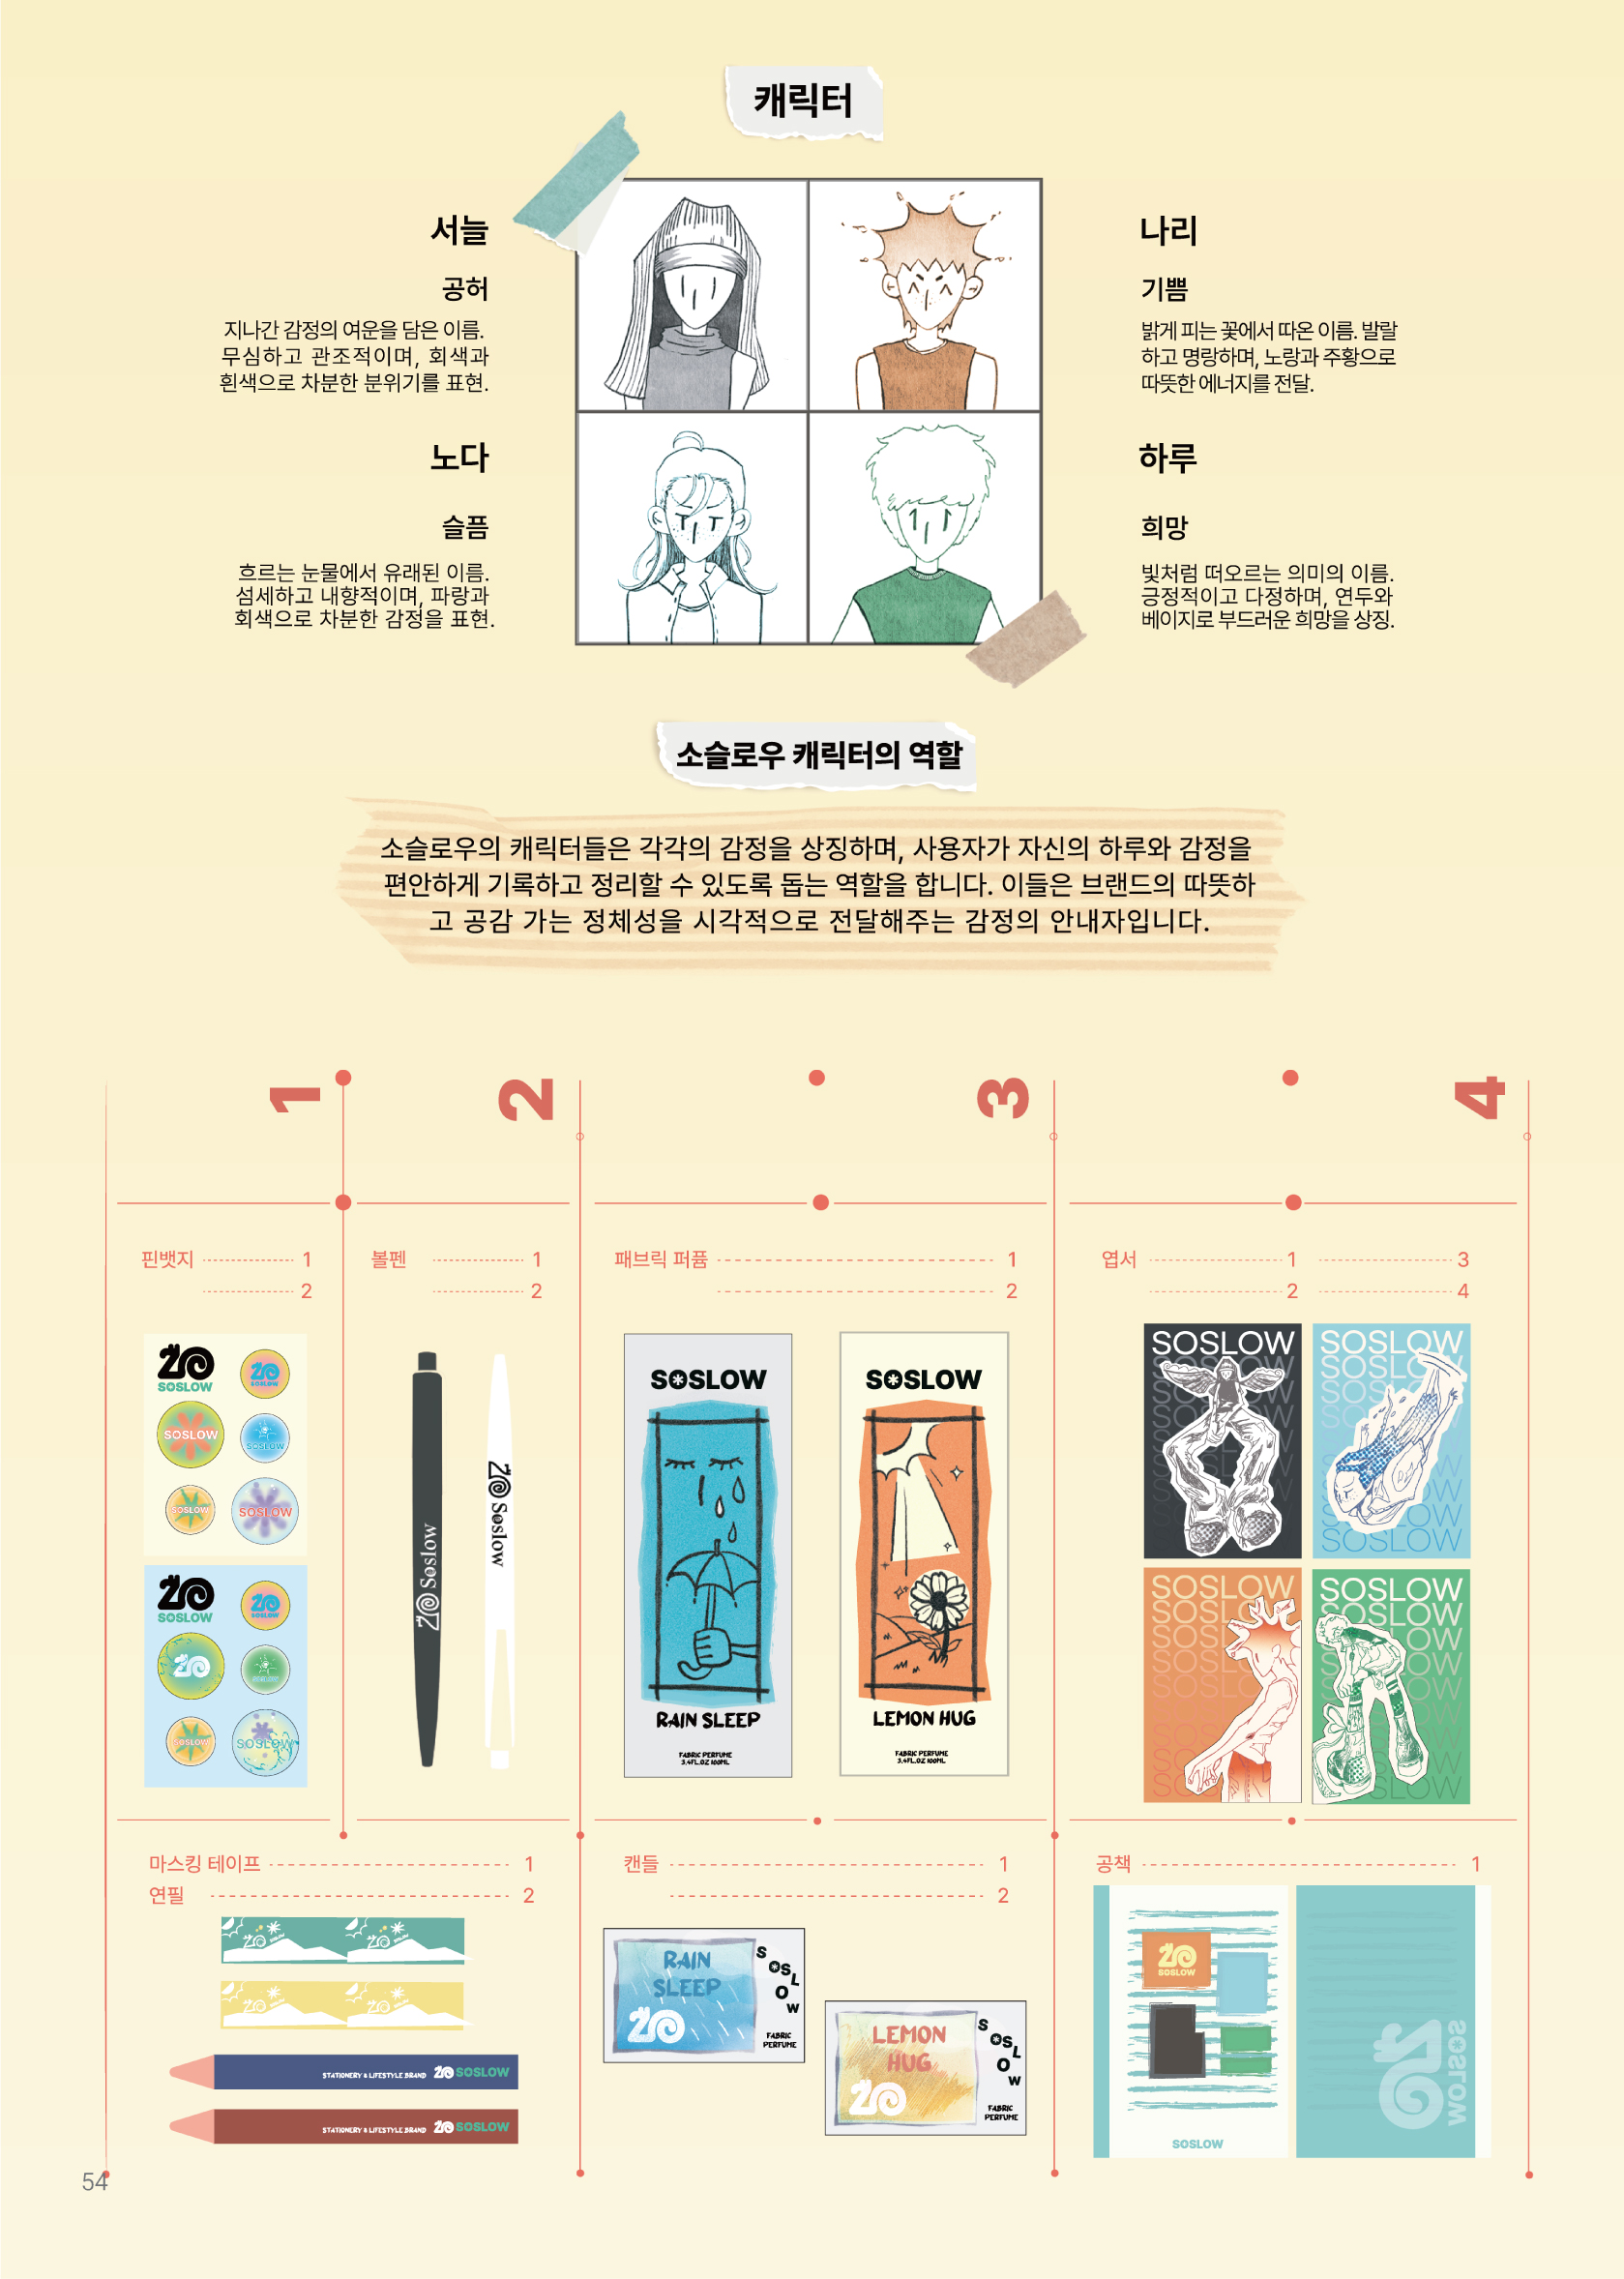 캐릭터
서늘
공허
지나간 감정의 여운을 담은 이름.
무심하고 관조적이며, 회색과
흰색으로 차분한 분위기를 표현.
나리
기쁨
밝게 피는 꽃에서 따온 이름. 발랄
하고 명랑하며, 노랑과 주황으로
따뜻한 에너지를 전달.
노다
슬픔
흐르는 눈물에서 유래된 이름.
섬세하고 내향적이며, 파랑과
회색으로 차분한 감정을 표현.
하루
희망
빛처럼 떠오르는 의미의 이름.
긍정적이고 다정하며, 연두와
베이지로 부드러운 희망을 상징.
소슬로우 캐릭터의 역할
소슬로우의 캐릭터들은 각각의 감정을 상징하며, 사용자가 자신의 하루와 감정을
편안하게 기록하고 정리할 수 있도록 돕는 역할을 합니다. 이들은 브랜드의 따뜻하
고 공감 가는 정체성을 시각적으로 전달해주는 감정의 안내자입니다.
1
2
3
4
핀뱃지 1
2
SOSLOW
SOSLOW
SOSLOW
SOSLOW
SOSLOW
SOSLOW
SOSLOW
SOSLOW
SOSLOW
SOSLOW
SOSLOW
볼펜 1
2
Soslow
Soslow
패브릭 퍼퓸 1
2
SOSLOW
RAIN SLEEP
FABRIC PERFUME
3.4FL.OZ 100ML
SOSLOW
LEMON HUG
FABRIC PERFUME
3.4FL.OZ 100ML
엽서 1 3
2 4
SOSLOW
SOSLOW
SOSLOW
SOSLOW
SOSLOW
SOSLOW
SOSLOW
SOSLOW
마스킹 테이프 1
연필 2
STATIONERY & LIFESTYLE BRAND SOSLOW
STATIONERY & LIFESTYLE BRAND SOSLOW
캔들 1
2
RAIN
SLEEP
SOSLOW
FABRIC
PERFUME
LEMON
HUG
SOSLOW
FABRIC
PERFUME
공책 1
SOSLOW
SOSLOW
SOSLOW
54